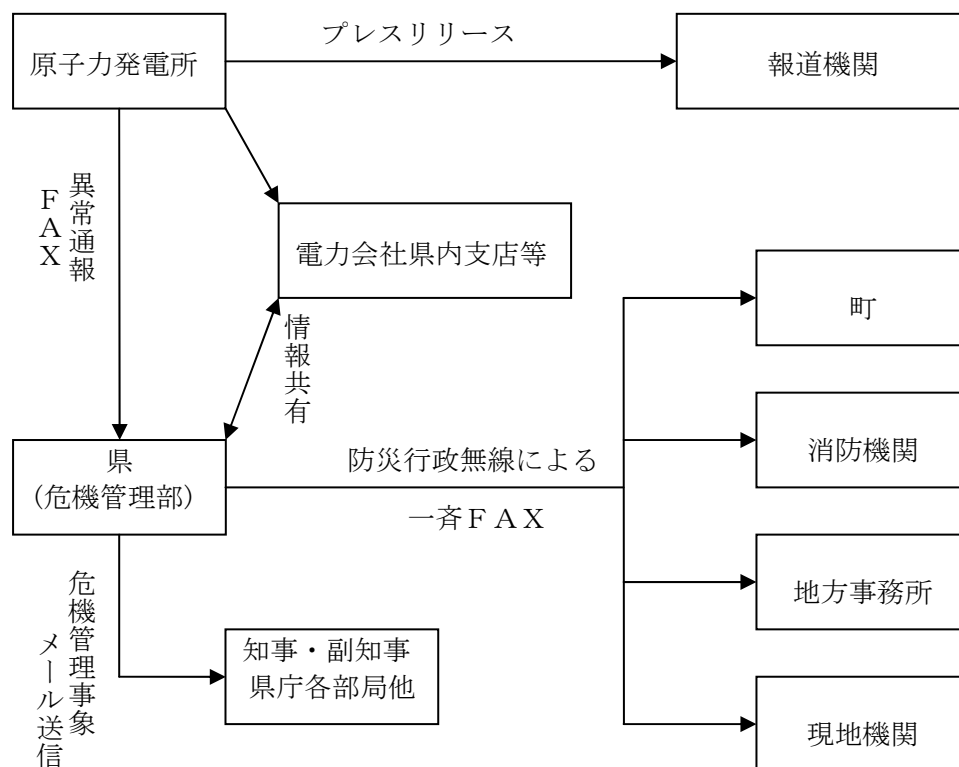 プレスリリース
原子力発電所
報道機関
異常通報
ＦＡＸ
電力会社県内支店等
町
情報共有
消防機関
県
（危機管理部）
防災行政無線による
一斉ＦＡＸ
地方事務所
危機管理事象
メール送信
知事・副知事
県庁各部局他
現地機関